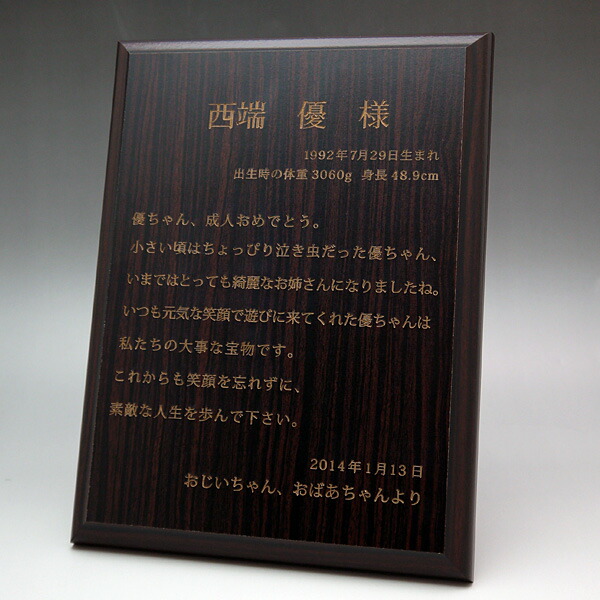 西端 優 様
1992年7月29日生まれ
出生時の体重3060g 身長48.9cm
優ちゃん、成人おめでとう。
小さい頃はちょっぴり泣き虫だった優ちゃん、
いまではとっても綺麗なお姉さんになりましたね。
いつも元気な笑顔で遊びに来てくれた優ちゃんは
私たちの大事な宝物です。
これからも笑顔を忘れずに、
素敵な人生を歩んで下さい。
2014年1月13日
おじいちゃん、おばあちゃんより